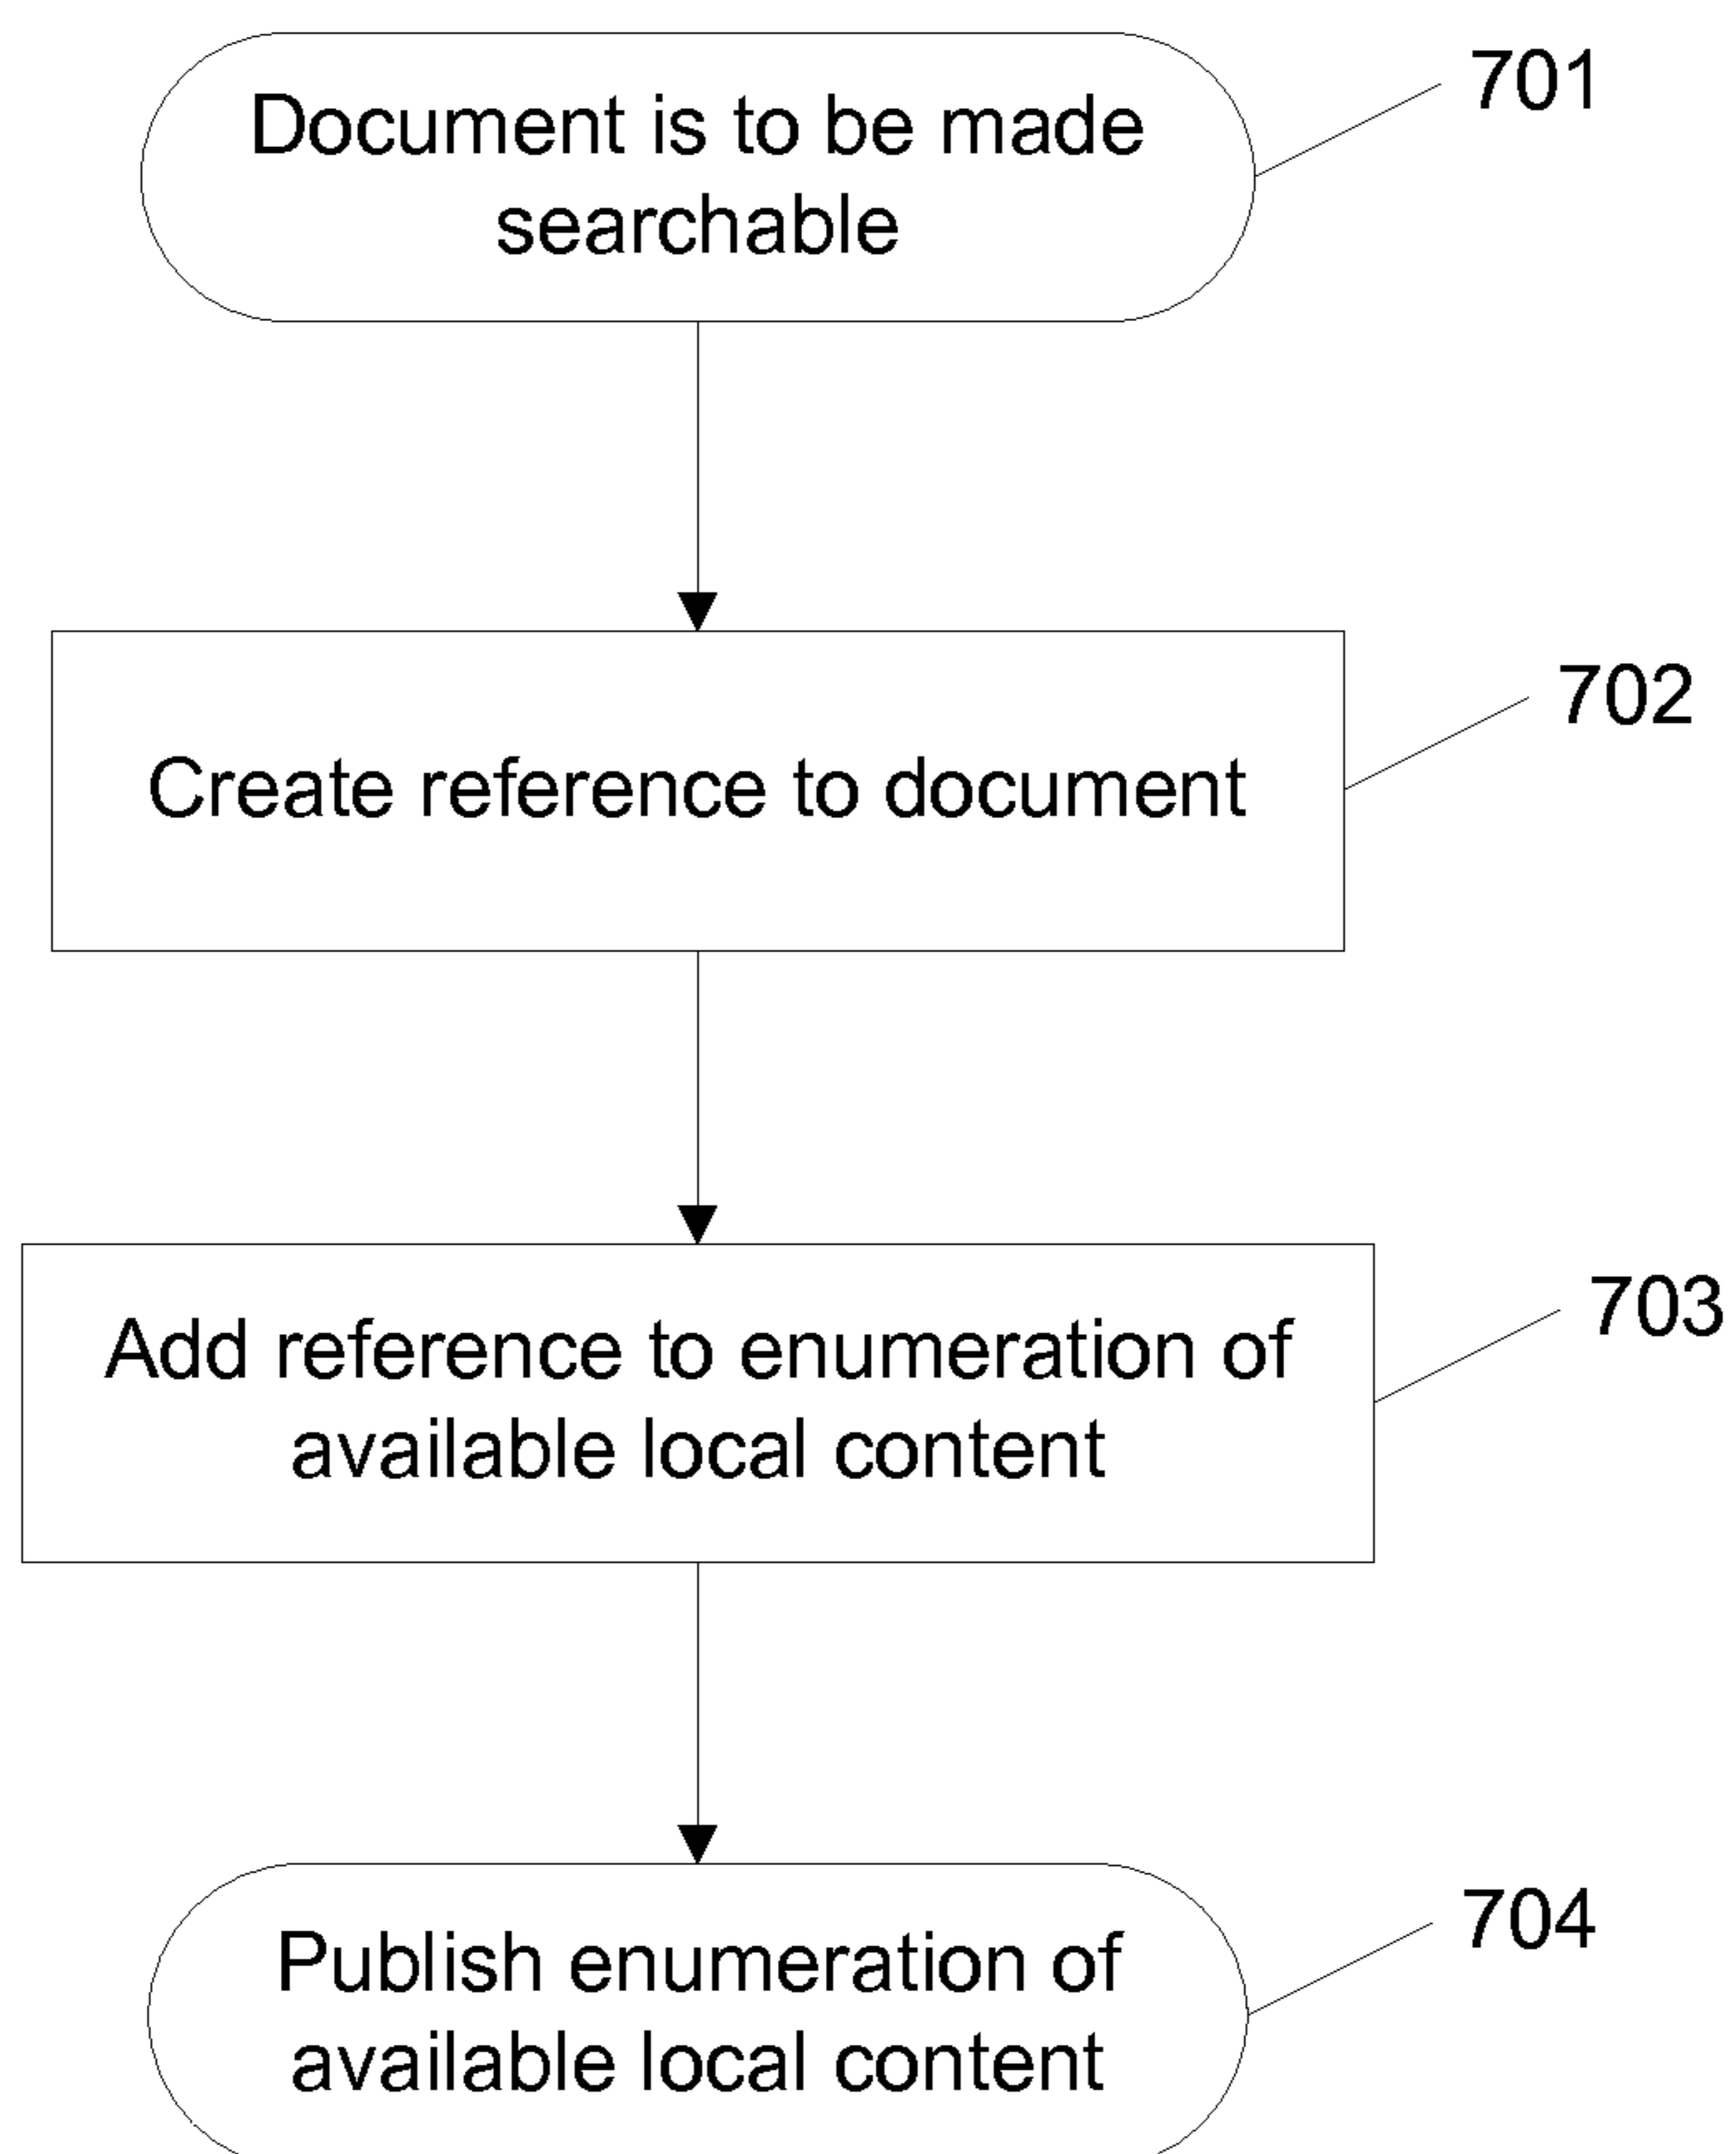 Document is to be made
searchable
701
Create reference to document
702
Add reference to enumeration of
available local content
703
Publish enumeration of
available local content
704